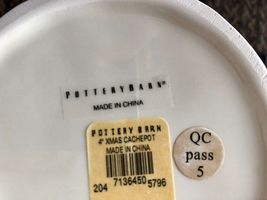 POTTERYBARN®
MADE IN CHINA
POTTERY BARN
4" XMAS CACHEPOT
MADE IN CHINA
204 7136450 5796
QC
pass
5